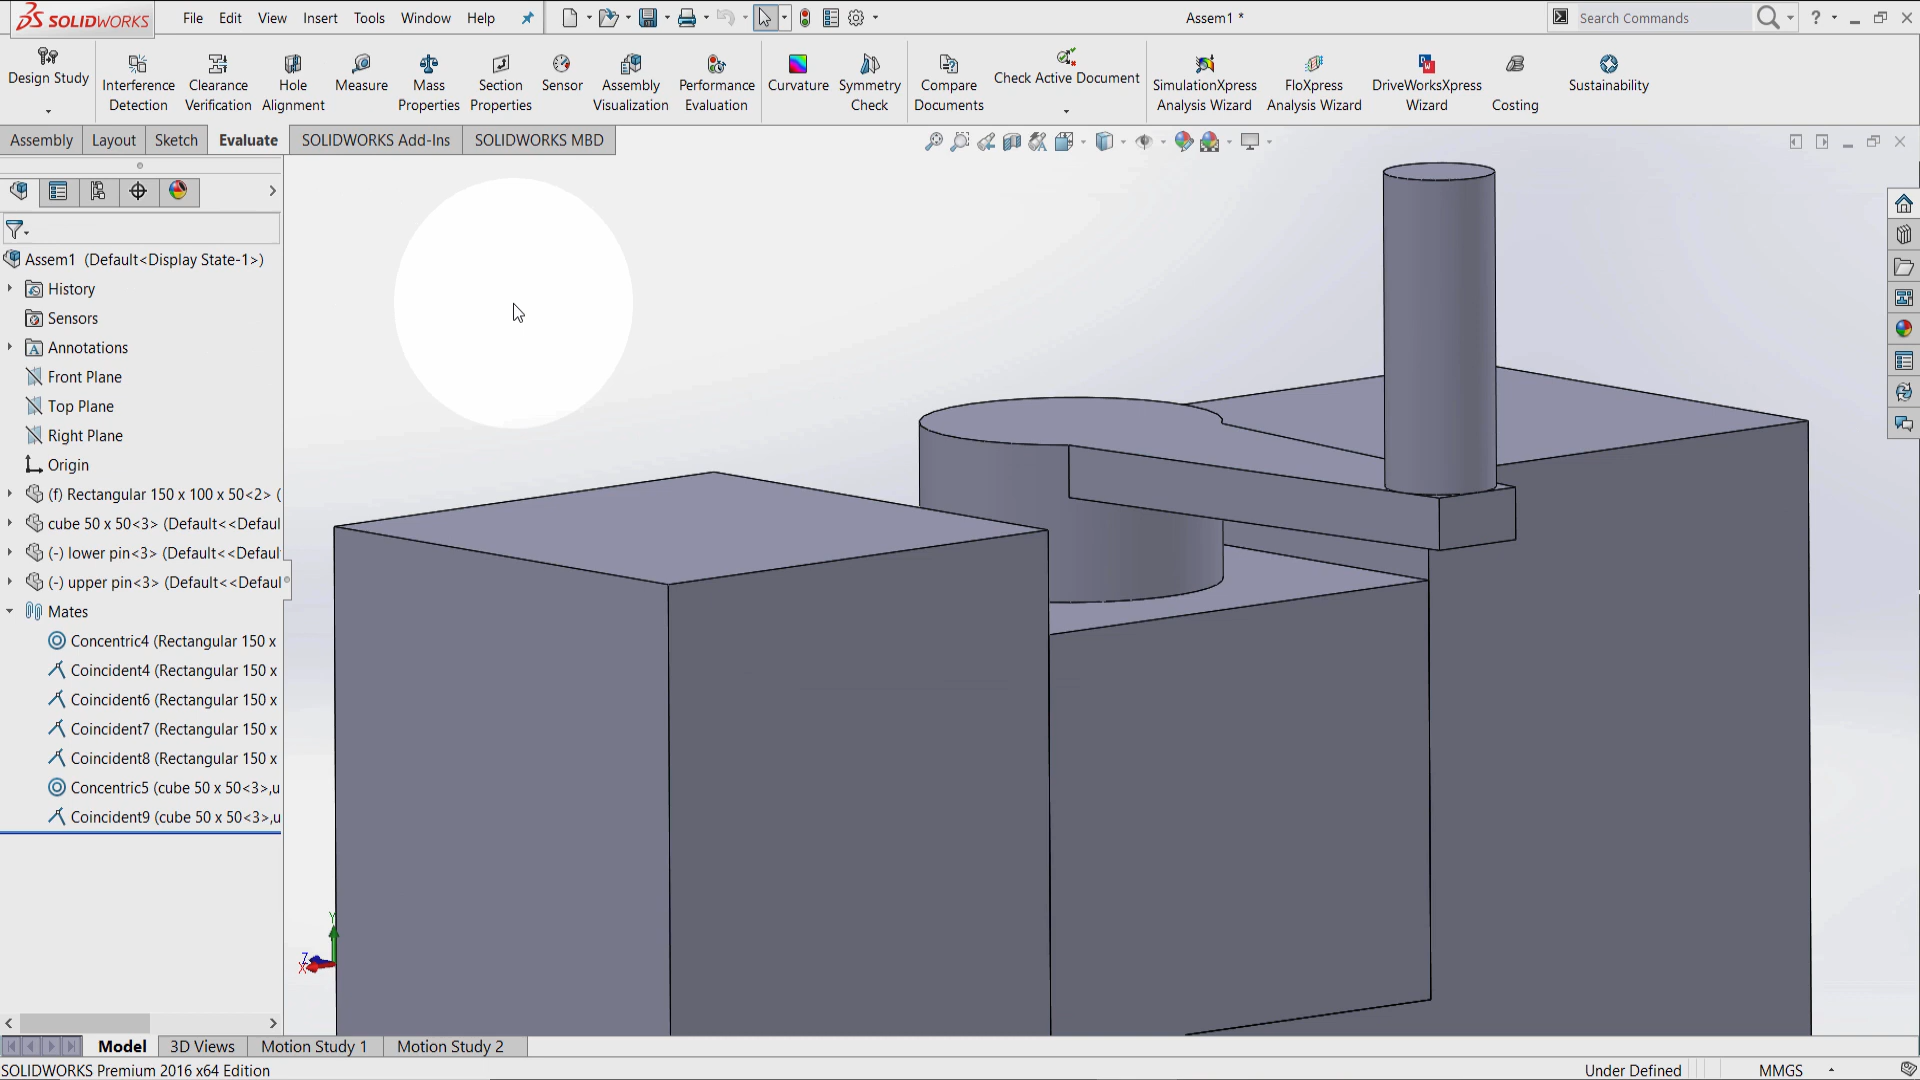 SOLIDWORKS
File Edit View Insert Tools Window Help
Assem1 *
Search Commands
?
Design Study
Interference Detection
Clearance Verification
Hole Alignment
Measure
Mass Properties
Section Properties
Sensor
Assembly Visualization
Performance Evaluation
Curvature
Symmetry Check
Compare Documents
Check Active Document
SimulationXpress Analysis Wizard
FloXpress Analysis Wizard
DriveWorksXpress Wizard
Costing
Sustainability
Assembly Layout Sketch Evaluate SOLIDWORKS Add-Ins SOLIDWORKS MBD
Assem1 (Default<Display State-1>)
History
Sensors
Annotations
Front Plane
Top Plane
Right Plane
Origin
(f) Rectangular 150 x 100 x 50<2> (
cube 50 x 50<3> (Default<<Defaul
(-) lower pin<3> (Default<<Defaul
(-) upper pin<3> (Default<<Defaul
Mates
Concentric4 (Rectangular 150 x
Coincident4 (Rectangular 150 x
Coincident6 (Rectangular 150 x
Coincident7 (Rectangular 150 x
Coincident8 (Rectangular 150 x
Concentric5 (cube 50 x 50<3>,u
Coincident9 (cube 50 x 50<3>,u
Y
Z
X
Model 3D Views Motion Study 1 Motion Study 2
SOLIDWORKS Premium 2016 x64 Edition
Under Defined
MMGS